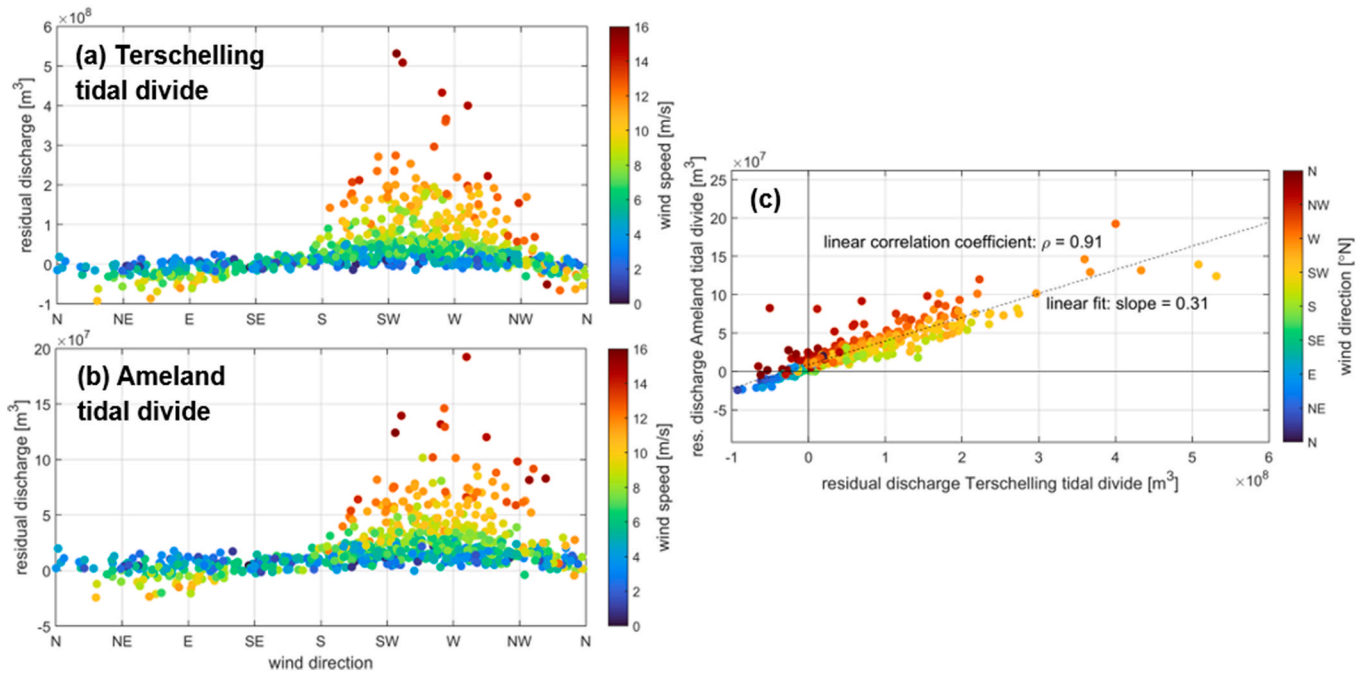 ×10⁸
6
5
4
3
2
1
0
-1
residual discharge [m³]
(a) Terschelling
tidal divide
N NE E SE S SW W NW N
16
14
12
10
8
6
4
2
0
wind speed [m/s]
×10⁷
20
15
10
5
0
-5
residual discharge [m³]
(b) Ameland
tidal divide
N NE E SE S SW W NW N
wind direction
16
14
12
10
8
6
4
2
0
wind speed [m/s]
×10⁷
25
20
15
10
5
0
-5
res. discharge Ameland tidal divide [m³]
(c)
linear correlation coefficient: ρ = 0.91
linear fit: slope = 0.31
-1 0 1 2 3 4 5 6
residual discharge Terschelling tidal divide [m³]
×10⁸
N
NW
W
SW
S
SE
E
NE
N
wind direction [°N]